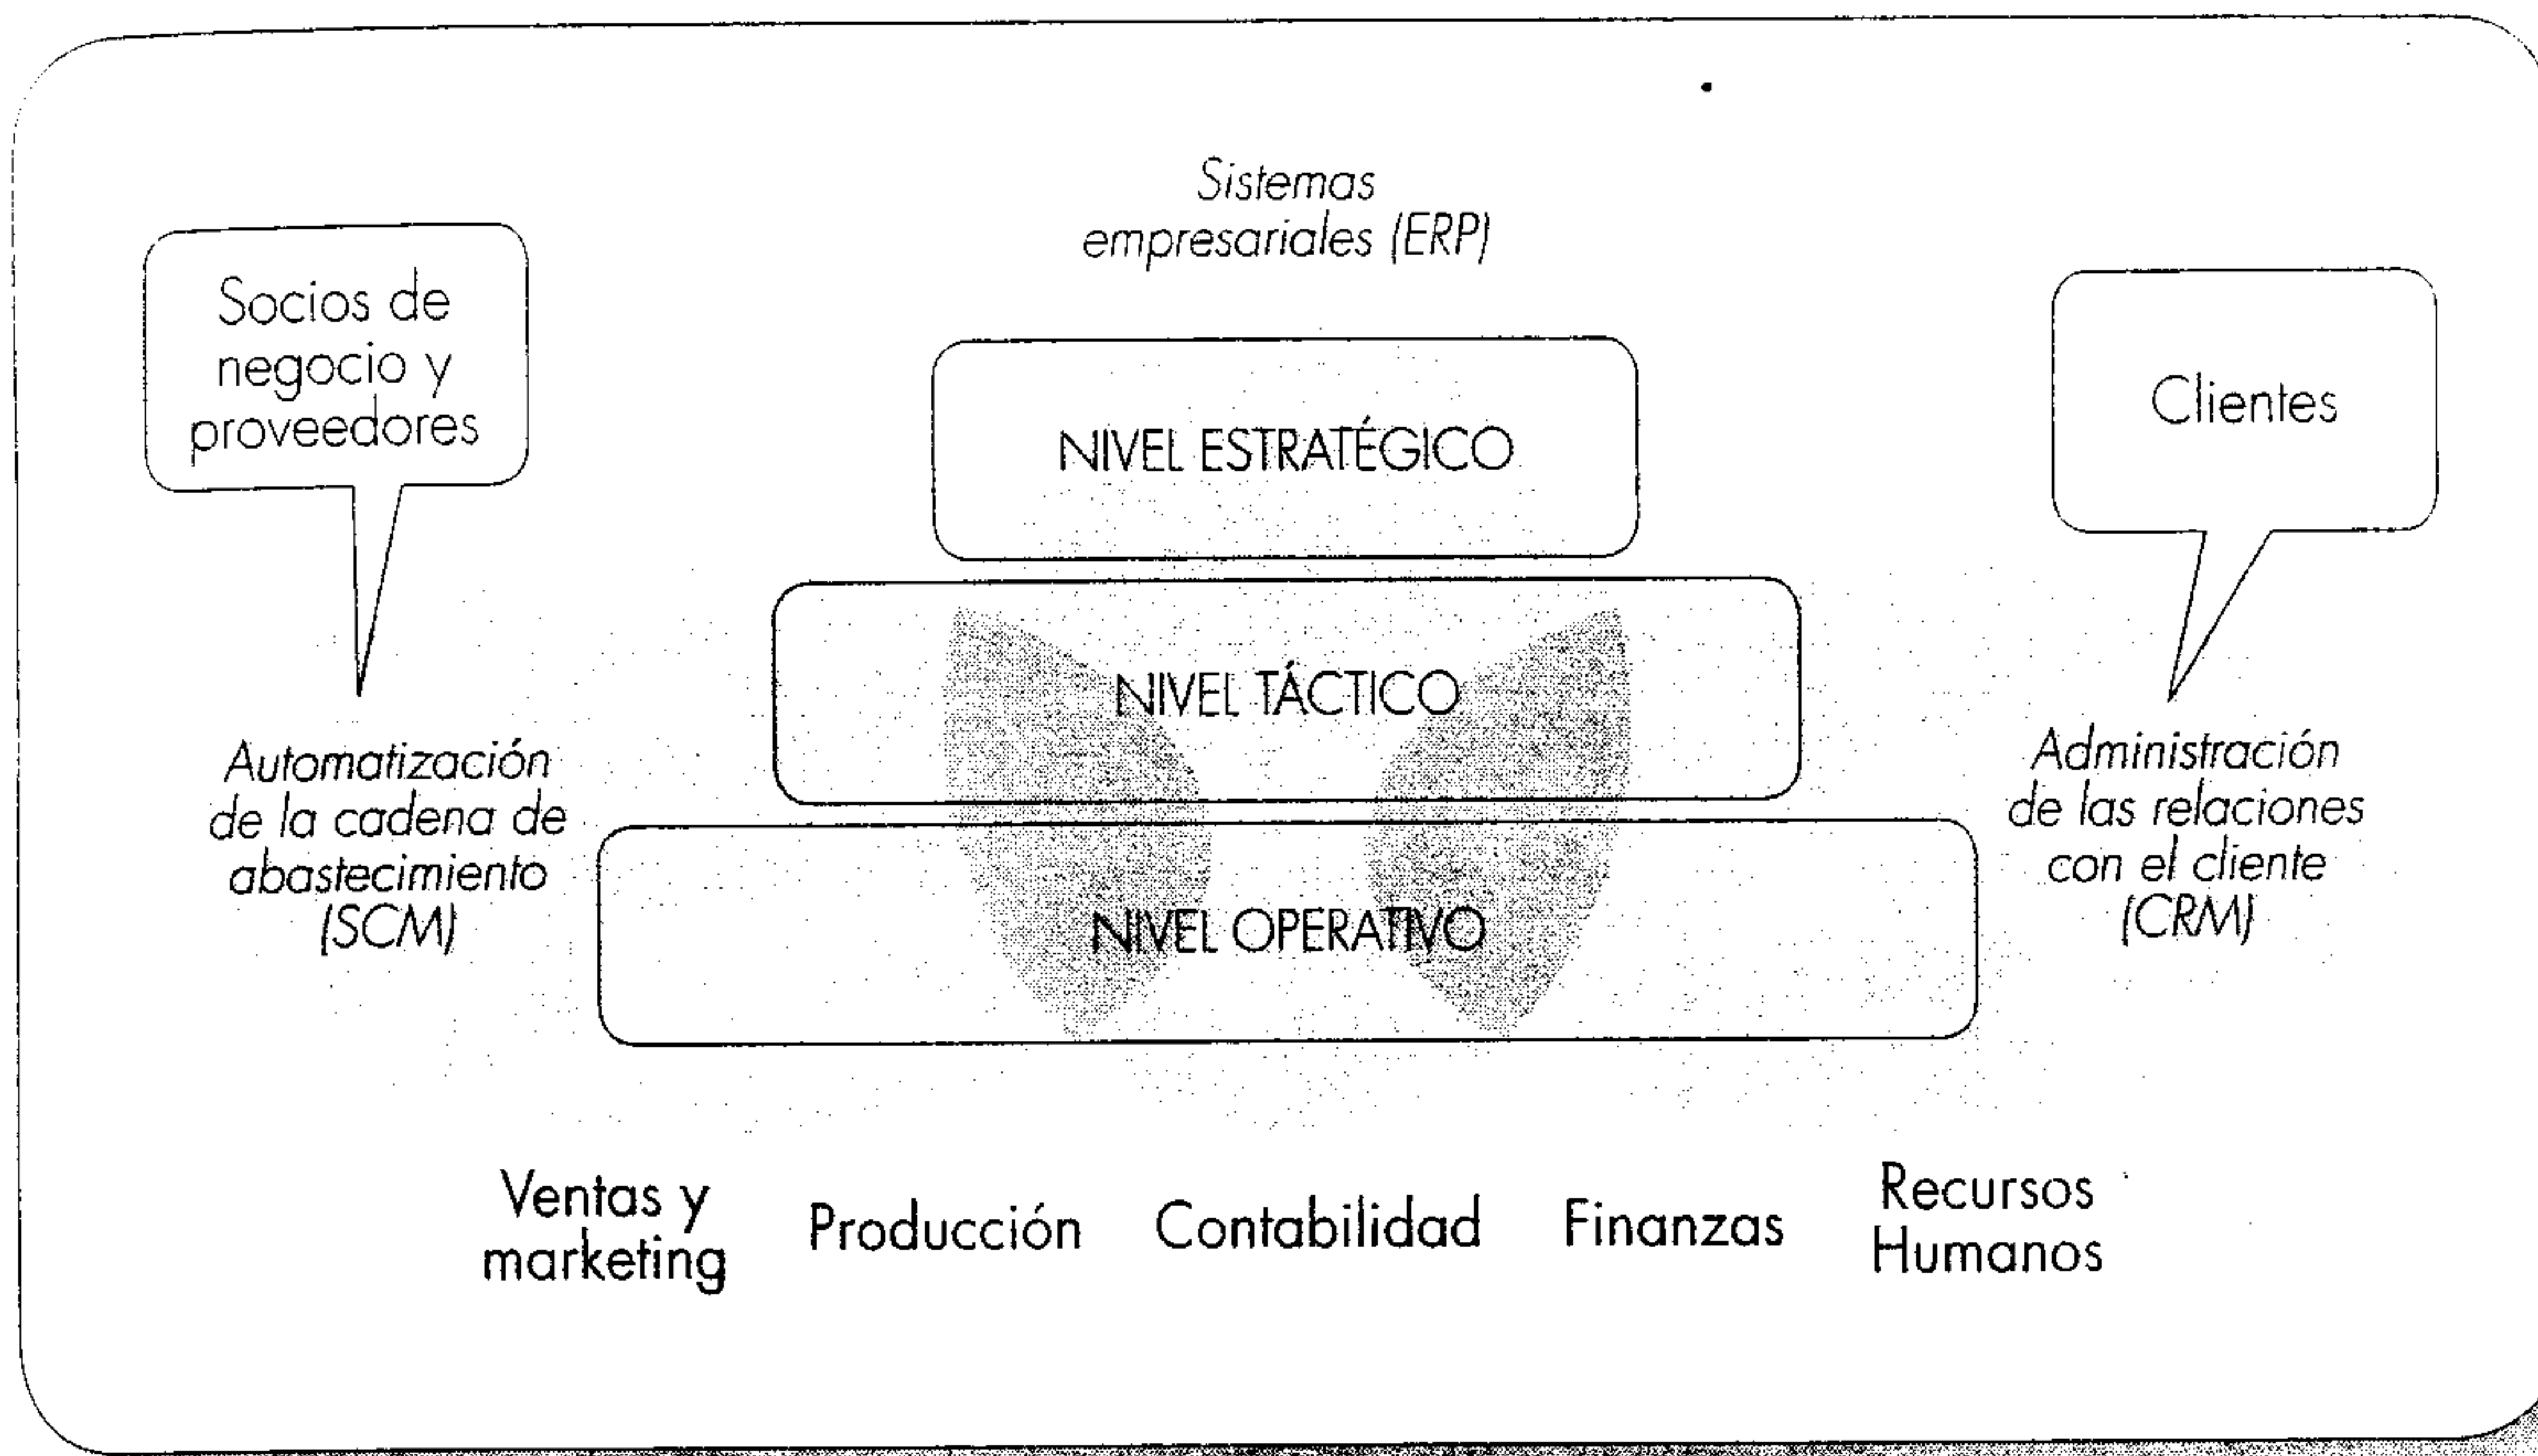 Sistemas
empresariales (ERP)
Socios de
negocio y
proveedores
Clientes
NIVEL ESTRATÉGICO
NIVEL TÁCTICO
Automatización
de la cadena de
abastecimiento
(SCM)
Administración
de las relaciones
con el cliente
(CRM)
NIVEL OPERATIVO
Ventas y
marketing
Producción
Contabilidad
Finanzas
Recursos
Humanos